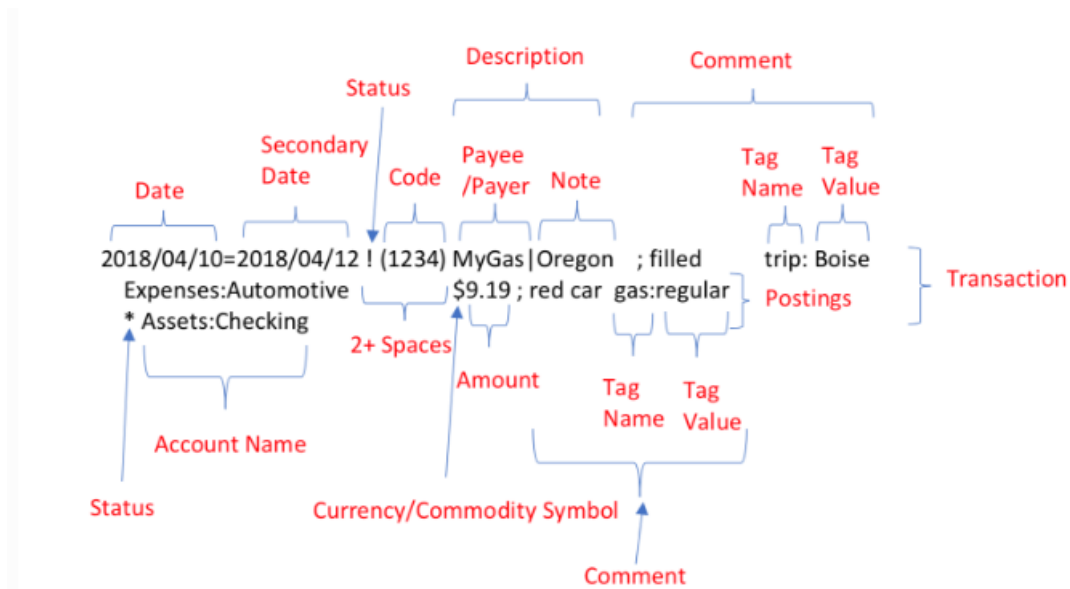 Description
Comment
Status
Secondary
Date
Payee
/Payer
Tag
Name
Tag
Value
Date
Code
Note
2018/04/10=2018/04/12 ! (1234) MyGas|Oregon ; filled trip: Boise
Expenses:Automotive $9.19 ; red car gas:regular
Postings
Transaction
* Assets:Checking
2+ Spaces
Amount
Tag
Name
Tag
Value
Account Name
Status
Currency/Commodity Symbol
Comment